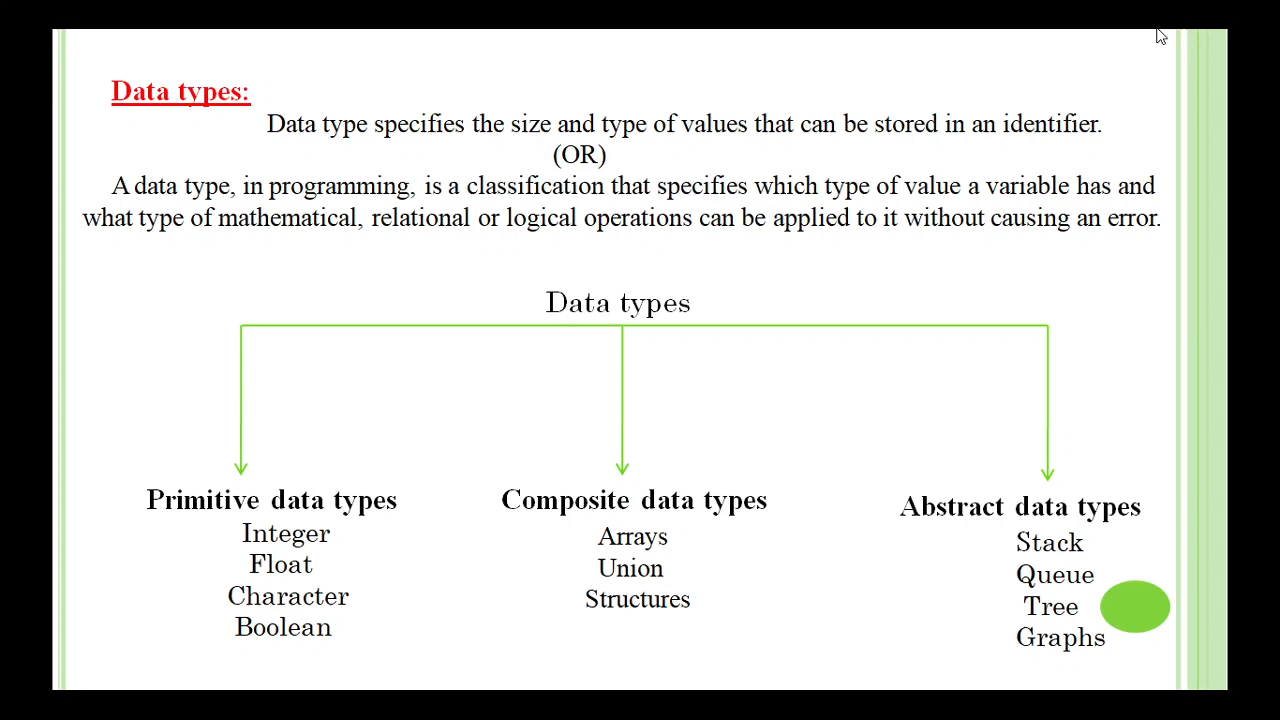 Data types:
Data type specifies the size and type of values that can be stored in an identifier.
(OR)
A data type, in programming, is a classification that specifies which type of value a variable has and
what type of mathematical, relational or logical operations can be applied to it without causing an error.
Data types
Primitive data types
Integer
Float
Character
Boolean
Composite data types
Arrays
Union
Structures
Abstract data types
Stack
Queue
Tree
Graphs